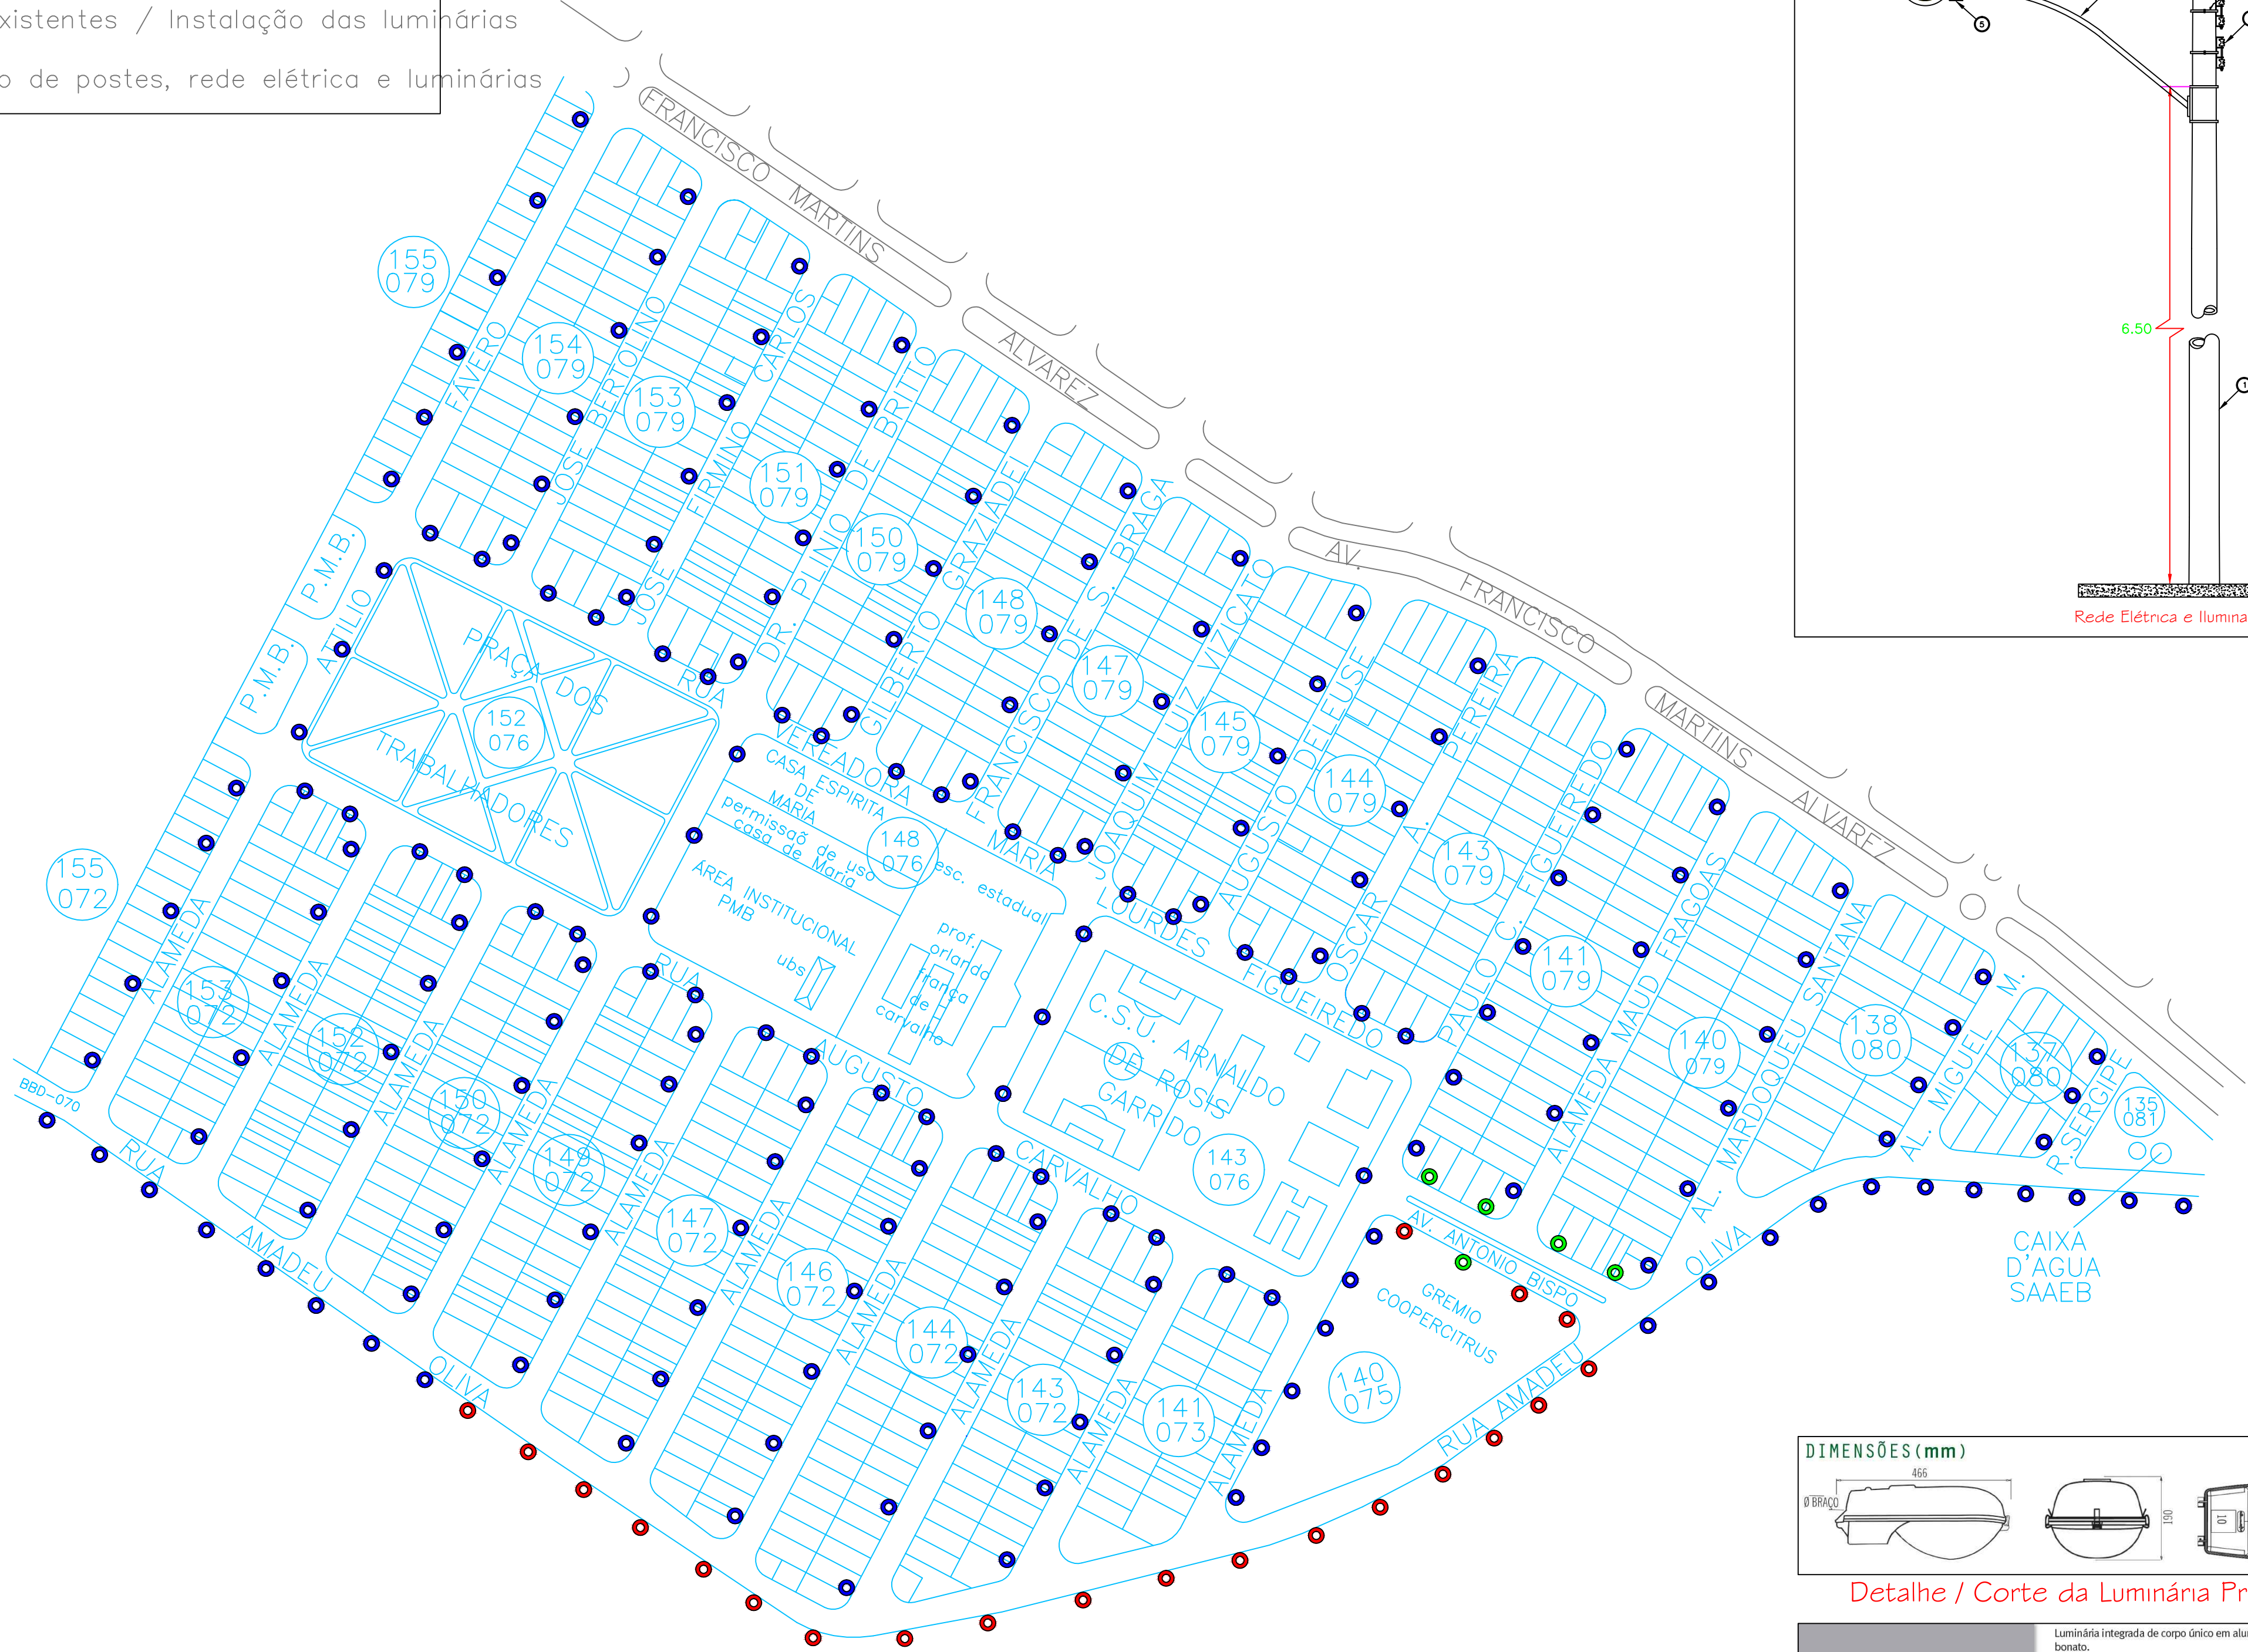 xistentes / Instalação das luminárias
o de postes, rede elétrica e luminárias
FRANCISCO MARTINS
ALVAREZ
AV. FRANCISCO
MARTINS ALVAREZ
5
6.50
1
Rede Elétrica e Ilumina
155
079
154
079
153
079
151
079
150
079
148
079
147
079
145
079
144
079
143
079
141
079
140
079
138
080
137
080
135
081
ATILIO FAVERO
JOSE BERTOLINO
JOSE FIRMINO CARLOS
DR. PLINIO DE BRITTO
GILBERTO GRAZIADEI
FRANCISCO DE S. BRAGA
JOAQUIM LUIZ VIZICATO
AUGUSTO DELEUSE
OSCAR A. PEREIRA
PAULO C. FIGUEIREDO
ALAMEDA MAUD FRAGOAS
AL. MARDOQUEU SANTANA
AL. MIGUEL M.
R.SERGIPE
P.M.B.
P.M.B.
PRAÇA DOS
TRABALHADORES
152
076
RUA VEREADORA MARIA LOURDES FIGUEIREDO
CASA ESPIRITA
DE
MARIA
permissaõ de uso
casa de Maria
148
076
ÁREA INSTITUCIONAL
PMB
ubs
esc. estadual
prof.
orlando
frança
de
carvalho
C.S.U. ARNALDO
DE ROSIS
GARRIDO
143
076
RUA AUGUSTO CARVALHO
155
072
153
072
152
072
150
072
149
072
147
072
146
072
144
072
143
072
141
073
140
075
ALAMEDA
ALAMEDA
ALAMEDA
ALAMEDA
ALAMEDA
ALAMEDA
ALAMEDA
ALAMEDA
ALAMEDA
ALAMEDA
BBD-070
RUA AMADEU OLIVA
AV. ANTONIO BISPO
GREMIO
COOPERCITRUS
RUA AMADEU OLIVA
CAIXA
D'AGUA
SAAEB
DIMENSÕES(mm)
466
Ø BRAÇO
190
10
Detalhe / Corte da Luminária Pr
Luminária integrada de corpo único em alu
bonato.